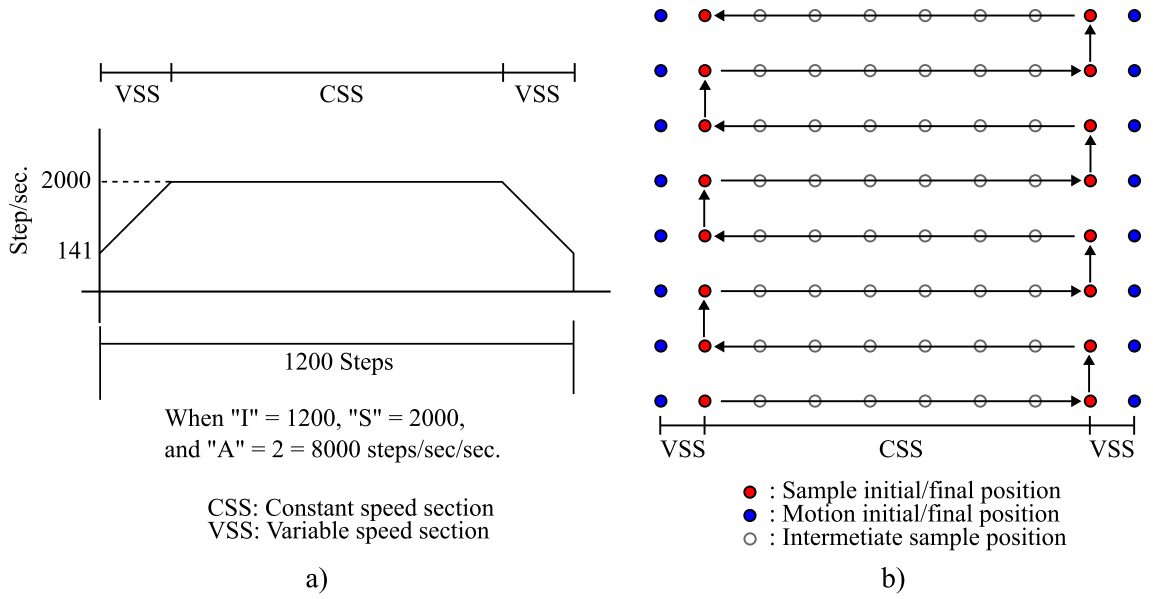 VSS
CSS
VSS
Step/sec.
2000
141
1200 Steps
When "I" = 1200, "S" = 2000,
and "A" = 2 = 8000 steps/sec/sec.
CSS: Constant speed section
VSS: Variable speed section
a)
VSS
CSS
VSS
: Sample initial/final position
: Motion initial/final position
: Intermetiate sample position
b)